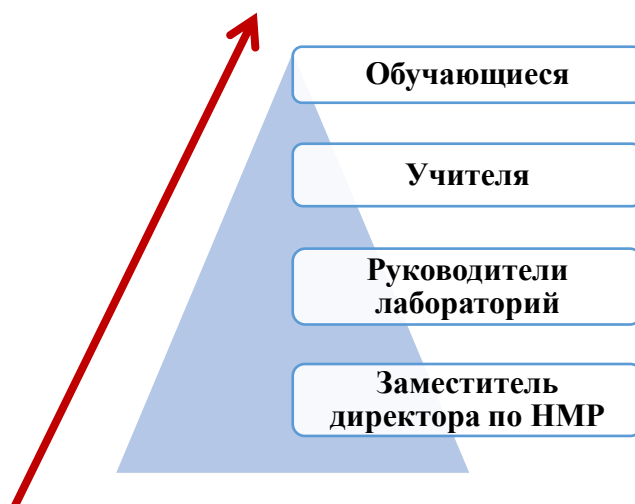 Обучающиеся
Учителя
Руководители
лабораторий
Заместитель
директора по НМР